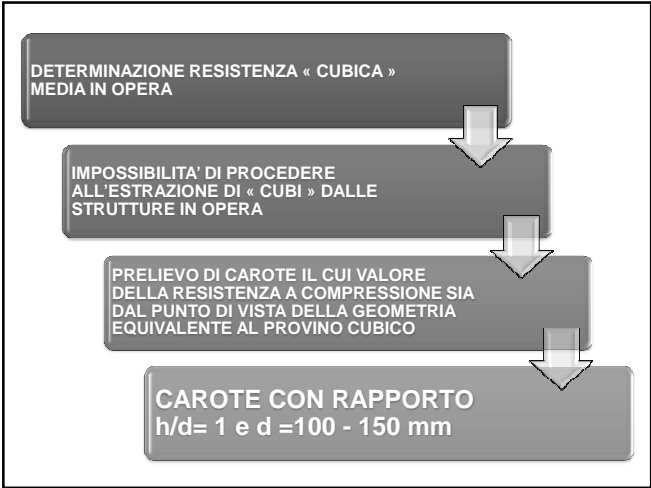 DETERMINAZIONE RESISTENZA « CUBICA »
MEDIA IN OPERA
IMPOSSIBILITA’ DI PROCEDERE
ALL’ESTRAZIONE DI « CUBI » DALLE
STRUTTURE IN OPERA
PRELIEVO DI CAROTE IL CUI VALORE
DELLA RESISTENZA A COMPRESSIONE SIA
DAL PUNTO DI VISTA DELLA GEOMETRIA
EQUIVALENTE AL PROVINO CUBICO
CAROTE CON RAPPORTO
h/d= 1 e d =100 - 150 mm